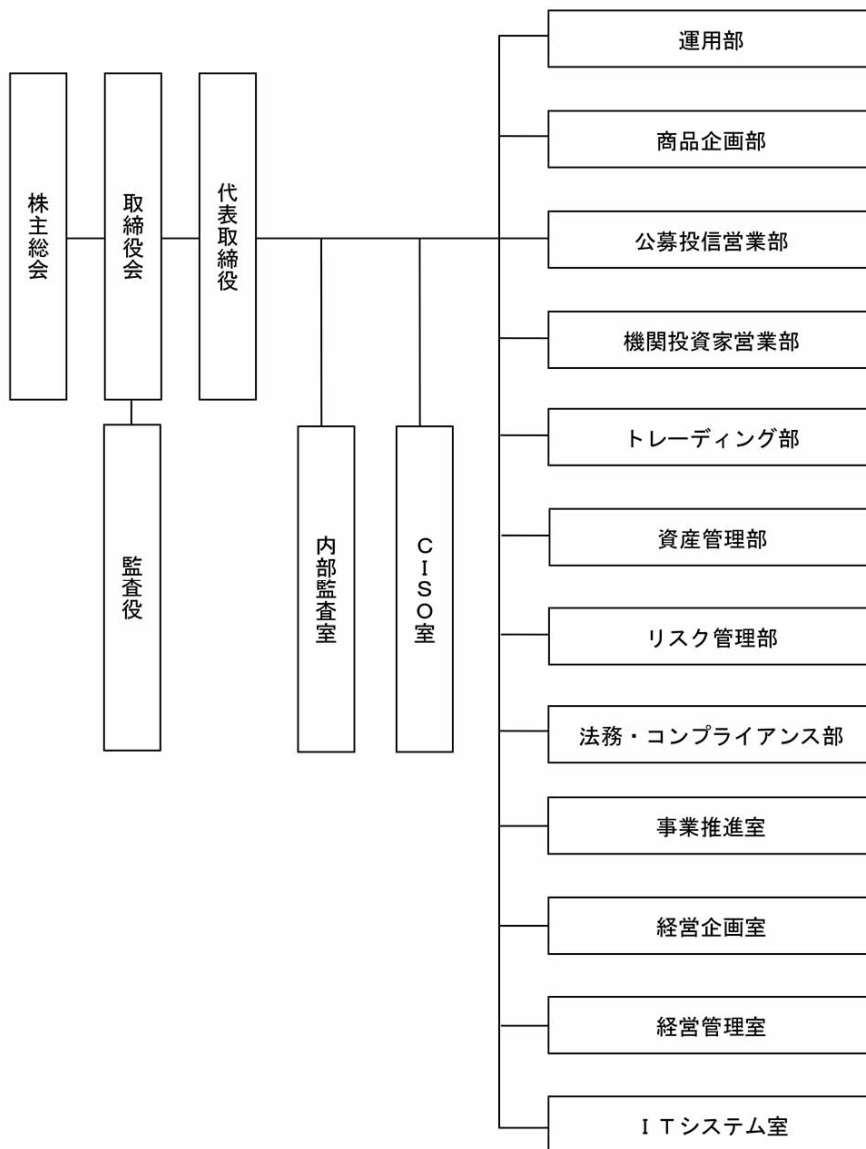 株主総会
取締役会
代表取締役
監査役
内部監査室
CISO室
運用部
商品企画部
公募投信営業部
機関投資家営業部
トレーディング部
資産管理部
リスク管理部
法務・コンプライアンス部
事業推進室
経営企画室
経営管理室
ITシステム室